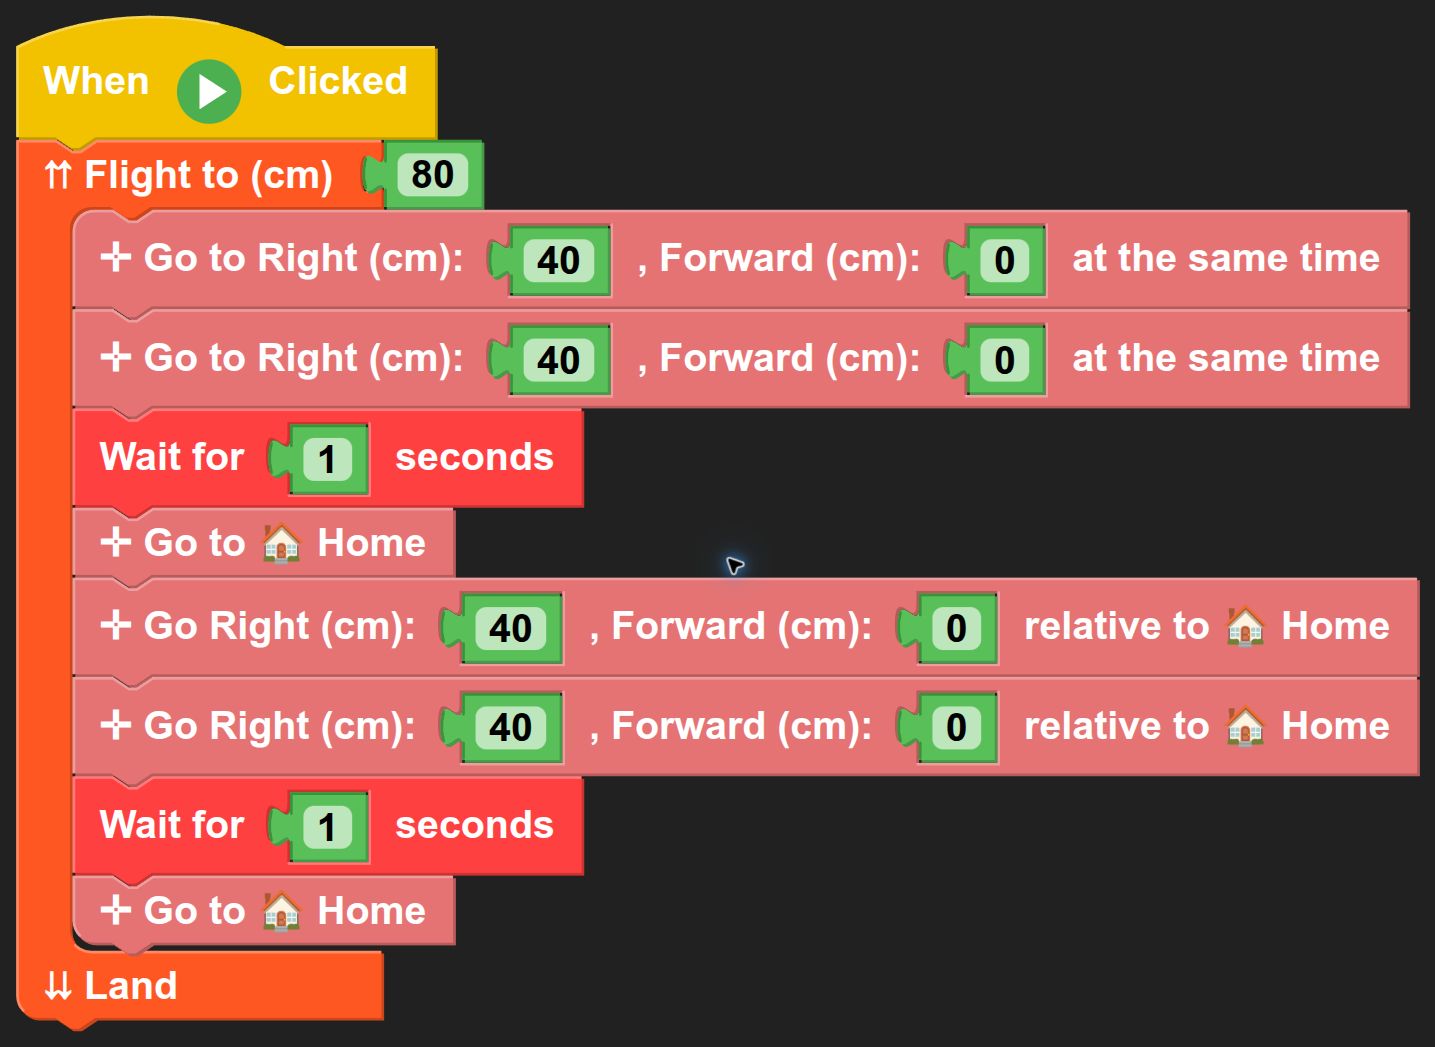 When Clicked
⇈ Flight to (cm) 80
✛ Go to Right (cm): 40 , Forward (cm): 0 at the same time
✛ Go to Right (cm): 40 , Forward (cm): 0 at the same time
Wait for 1 seconds
✛ Go to 🏠 Home
✛ Go Right (cm): 40 , Forward (cm): 0 relative to 🏠 Home
✛ Go Right (cm): 40 , Forward (cm): 0 relative to 🏠 Home
Wait for 1 seconds
✛ Go to 🏠 Home
⇊ Land